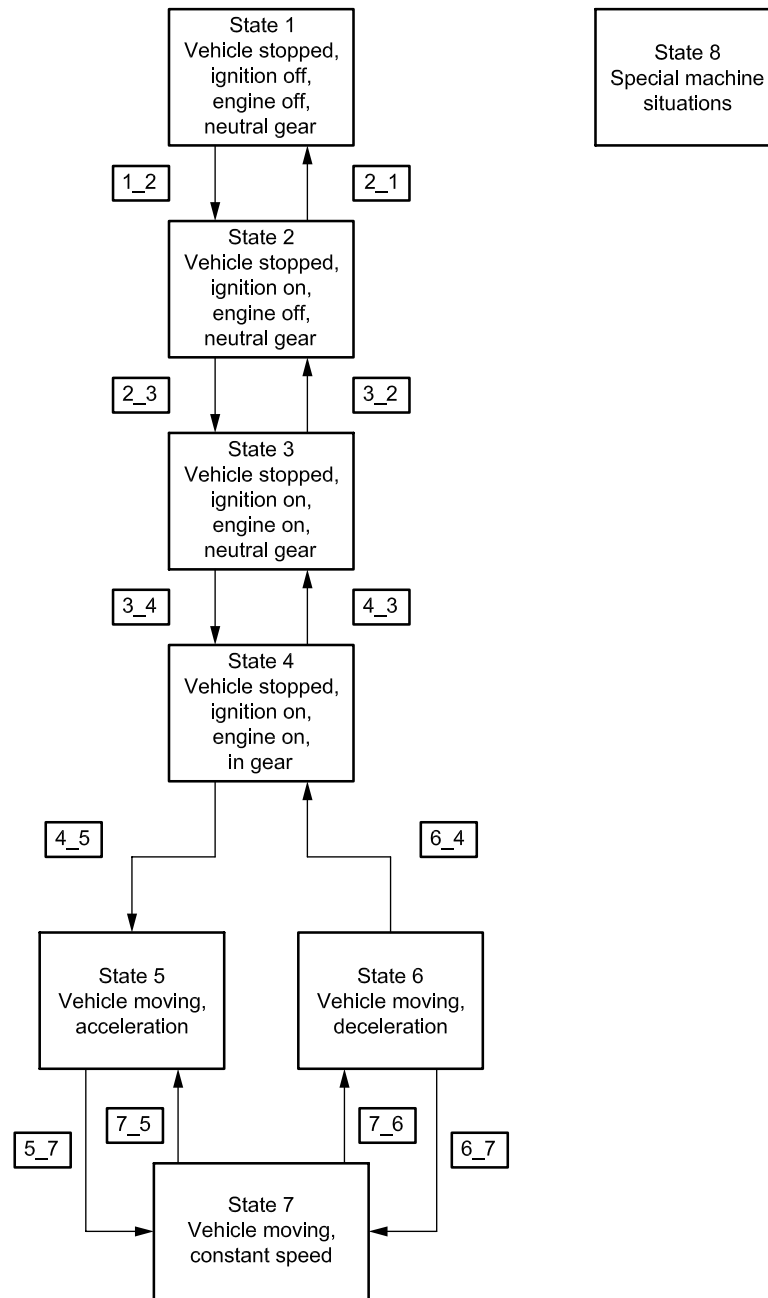 State 1
Vehicle stopped,
ignition off,
engine off,
neutral gear
State 8
Special machine
situations
1_2
2_1
State 2
Vehicle stopped,
ignition on,
engine off,
neutral gear
2_3
3_2
State 3
Vehicle stopped,
ignition on,
engine on,
neutral gear
3_4
4_3
State 4
Vehicle stopped,
ignition on,
engine on,
in gear
4_5
6_4
State 5
Vehicle moving,
acceleration
State 6
Vehicle moving,
deceleration
7_5
7_6
5_7
6_7
State 7
Vehicle moving,
constant speed